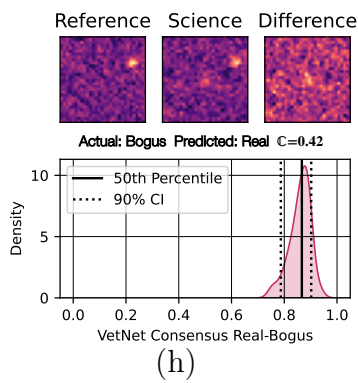 Reference Science Difference
Actual: Bogus Predicted: Real ℂ=0.42
50th Percentile
90% CI
10
5
0
Density
0.0 0.2 0.4 0.6 0.8 1.0
VetNet Consensus Real-Bogus
(h)